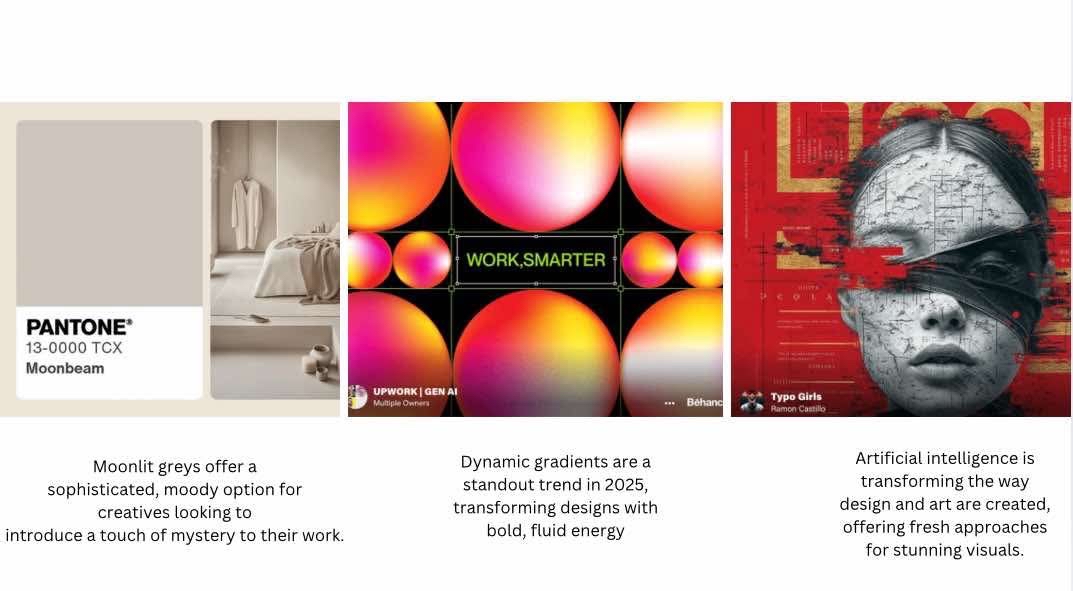 PANTONE®
13-0000 TCX
Moonbeam
WORK,SMARTER
UPWORK | GEN AI
Multiple Owners
Béhanc
Typo Girls
Ramon Castillo
Moonlit greys offer a
sophisticated, moody option for
creatives looking to
introduce a touch of mystery to their work.
Dynamic gradients are a
standout trend in 2025,
transforming designs with
bold, fluid energy
Artificial intelligence is
transforming the way
design and art are created,
offering fresh approaches
for stunning visuals.